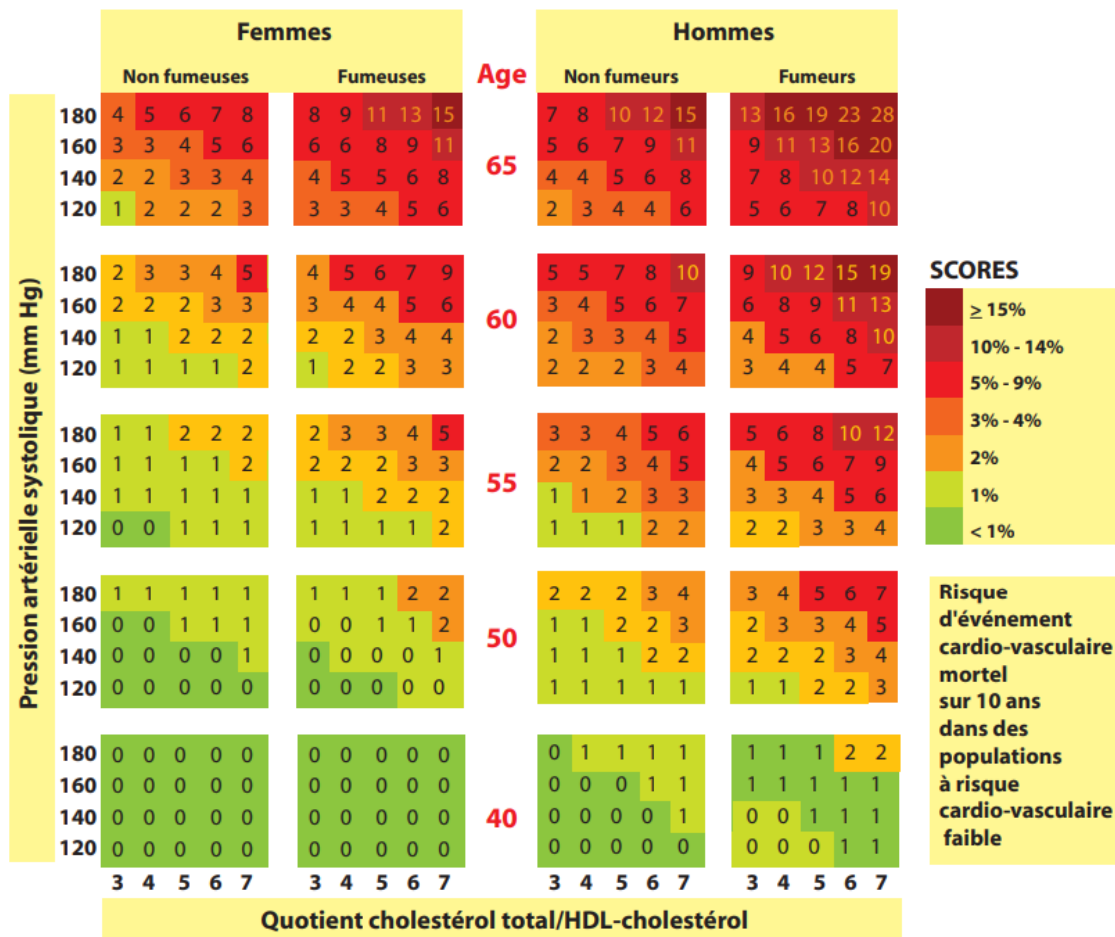 Femmes Hommes
Non fumeuses Fumeuses Age Non fumeurs Fumeurs
180 4 5 6 7 8 8 9 11 13 15 7 8 10 12 15 13 16 19 23 28
160 3 3 4 5 6 6 6 8 9 11 5 6 7 9 11 9 11 13 16 20
65
140 2 2 3 3 4 4 5 5 6 8 4 4 5 6 8 7 8 10 12 14
120 1 2 2 2 3 3 3 4 5 6 2 3 4 4 6 5 6 7 8 10
180 2 3 3 4 5 4 5 6 7 9 5 5 7 8 10 9 10 12 15 19
160 2 2 2 3 3 3 4 4 5 6 3 4 5 6 7 6 8 9 11 13
60
140 1 1 2 2 2 2 2 3 4 4 2 3 3 4 5 4 5 6 8 10
120 1 1 1 1 2 1 2 2 3 3 2 2 2 3 4 3 4 4 5 7
180 1 1 2 2 2 2 3 3 4 5 3 3 4 5 6 5 6 8 10 12
160 1 1 1 1 2 2 2 2 3 3 2 2 3 4 5 4 5 6 7 9
55
140 1 1 1 1 1 1 1 2 2 2 1 1 2 3 3 3 3 4 5 6
120 0 0 1 1 1 1 1 1 1 2 1 1 1 2 2 2 2 3 3 4
180 1 1 1 1 1 1 1 1 2 2 2 2 2 3 4 3 4 5 6 7
160 0 0 1 1 1 0 0 1 1 2 1 1 2 2 3 2 3 3 4 5
50
140 0 0 0 0 1 0 0 0 0 1 1 1 1 2 2 2 2 2 3 4
120 0 0 0 0 0 0 0 0 0 0 1 1 1 1 1 1 1 2 2 3
180 0 0 0 0 0 0 0 0 0 0 0 1 1 1 1 1 1 1 2 2
160 0 0 0 0 0 0 0 0 0 0 0 0 0 1 1 1 1 1 1 1
40
140 0 0 0 0 0 0 0 0 0 0 0 0 0 0 1 0 0 1 1 1
120 0 0 0 0 0 0 0 0 0 0 0 0 0 0 0 0 0 0 1 1
3 4 5 6 7 3 4 5 6 7 3 4 5 6 7 3 4 5 6 7
Quotient cholestérol total/HDL-cholestérol
Pression artérielle systolique (mm Hg)
SCORES
≥ 15%
10% - 14%
5% - 9%
3% - 4%
2%
1%
< 1%
Risque
d'événement
cardio-vasculaire
mortel
sur 10 ans
dans des
populations
à risque
cardio-vasculaire
faible